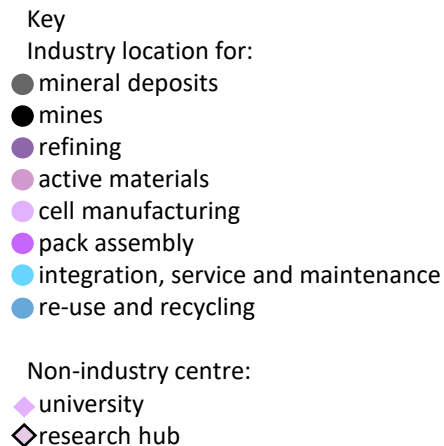 Key
Industry location for:
mineral deposits
mines
refining
active materials
cell manufacturing
pack assembly
integration, service and maintenance
re-use and recycling
Non-industry centre:
university
research hub